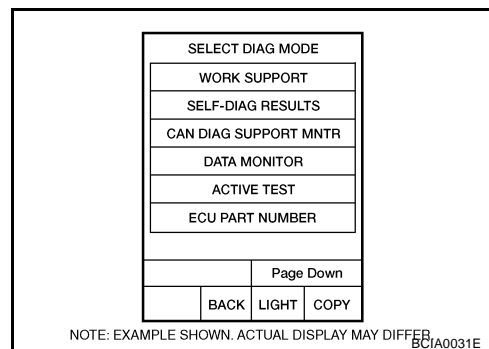 SELECT DIAG MODE
WORK SUPPORT
SELF-DIAG RESULTS
CAN DIAG SUPPORT MNTR
DATA MONITOR
ACTIVE TEST
ECU PART NUMBER
Page Down
BACK LIGHT COPY
NOTE: EXAMPLE SHOWN. ACTUAL DISPLAY MAY DIFFER.
BCIA0031E